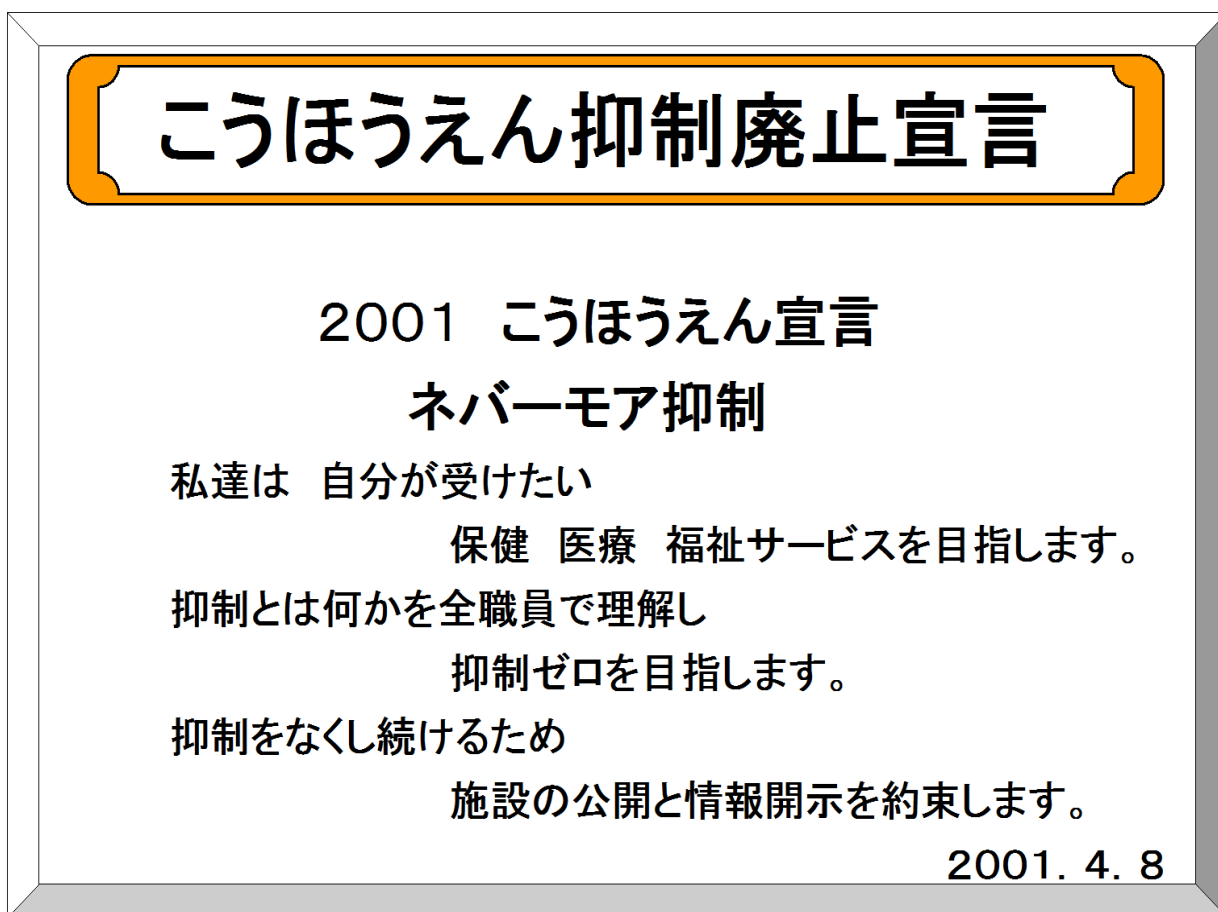 こうほうえん抑制廃止宣言
２００１　こうほうえん宣言
ネバーモア抑制
私達は　自分が受けたい
保健　医療　福祉サービスを目指します。
抑制とは何かを全職員で理解し
抑制ゼロを目指します。
抑制をなくし続けるため
施設の公開と情報開示を約束します。
２００１．４．８